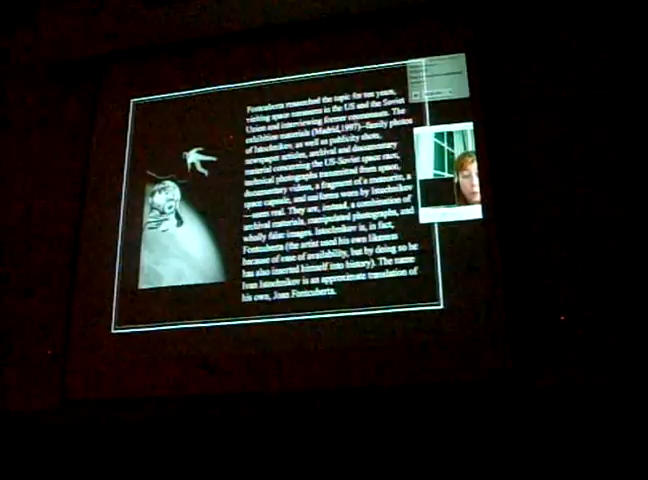 Fontcuberta researched the topic for ten years,
visiting space museums in the US and the Soviet
Union and interviewing former cosmonauts. The
exhibition materials (Madrid,1997)--family photos
of Istochnikov, as well as publicity shots,
newspaper articles, archival and documentary
material concerning the US-Soviet space race,
technical photographs transmitted from space,
documentary videos, a fragment of a meteorite, a
space capsule, and uniforms worn by Istochnikov
--seem real. They are, instead, a combination of
archival materials, manipulated photographs, and
wholly false images. Istochnikov is, in fact,
Fontcuberta (the artist used his own likeness
because of ease of availability, but by doing so he
has also inserted himself into history). The name
Ivan Istochnikov is an approximate translation of
his own, Joan Fontcuberta.